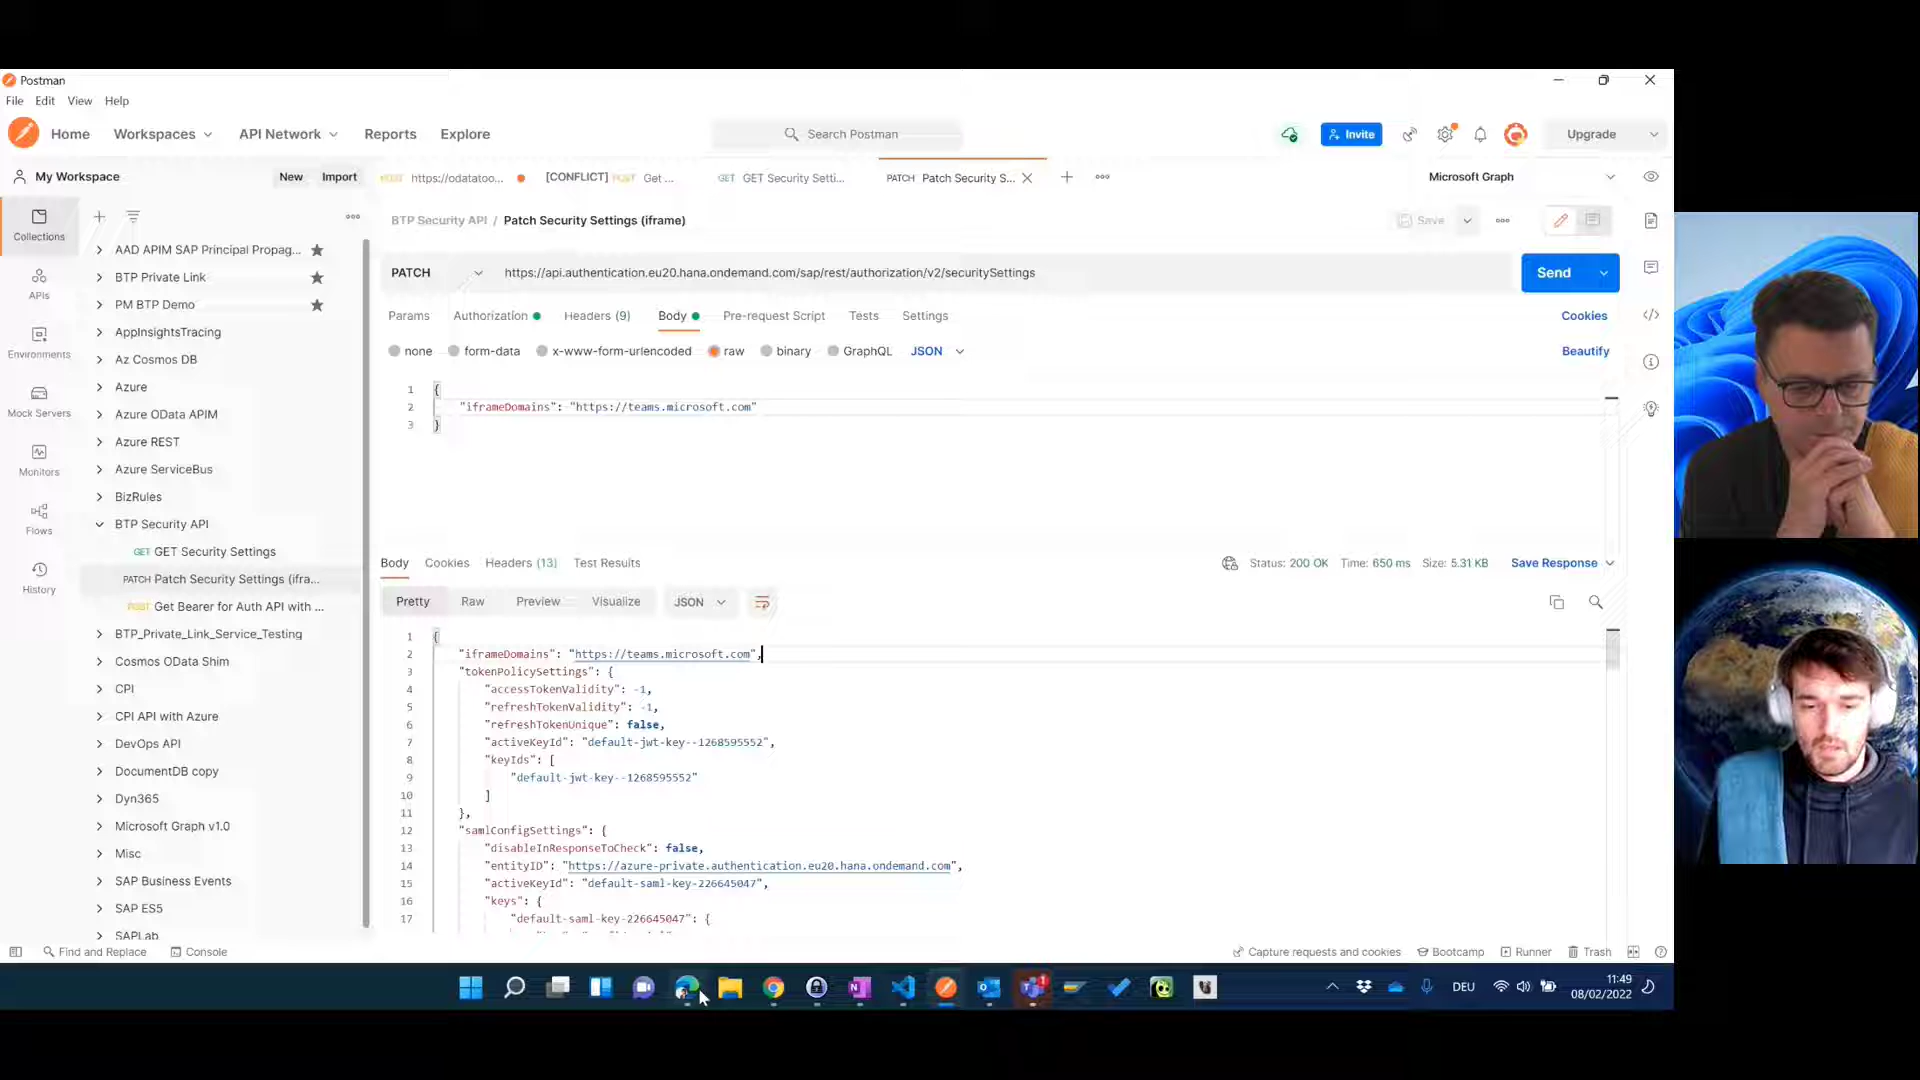 Postman
File Edit View Help
Home Workspaces API Network Reports Explore
Search Postman
Invite
Upgrade
My Workspace
New Import
POST https://odatatoo...
[CONFLICT] POST Get ...
GET GET Security Setti...
PATCH Patch Security S...
Microsoft Graph
Collections
APIs
Environments
Mock Servers
Monitors
Flows
History
AAD APIM SAP Principal Propag...
BTP Private Link
PM BTP Demo
AppInsightsTracing
Az Cosmos DB
Azure
Azure OData APIM
Azure REST
Azure ServiceBus
BizRules
BTP Security API
GET GET Security Settings
PATCH Patch Security Settings (ifra...
POST Get Bearer for Auth API with ...
BTP_Private_Link_Service_Testing
Cosmos OData Shim
CPI
CPI API with Azure
DevOps API
DocumentDB copy
Dyn365
Microsoft Graph v1.0
Misc
SAP Business Events
SAP ES5
SAPLab
BTP Security API / Patch Security Settings (iframe)
Save
PATCH https://api.authentication.eu20.hana.ondemand.com/sap/rest/authorization/v2/securitySettings
Send
Params Authorization Headers (9) Body Pre-request Script Tests Settings
Cookies
none form-data x-www-form-urlencoded raw binary GraphQL JSON
Beautify
1 {
2 "iframeDomains": "https://teams.microsoft.com"
3 }
Body Cookies Headers (13) Test Results
Status: 200 OK Time: 650 ms Size: 5.31 KB Save Response
Pretty Raw Preview Visualize JSON
1 {
2 "iframeDomains": "https://teams.microsoft.com",
3 "tokenPolicySettings": {
4 "accessTokenValidity": -1,
5 "refreshTokenValidity": -1,
6 "refreshTokenUnique": false,
7 "activeKeyId": "default-jwt-key--1268595552",
8 "keyIds": [
9 "default-jwt-key--1268595552"
10 ]
11 },
12 "samlConfigSettings": {
13 "disableInResponseToCheck": false,
14 "entityID": "https://azure-private.authentication.eu20.hana.ondemand.com",
15 "activeKeyId": "default-saml-key-226645047",
16 "keys": {
17 "default-saml-key-226645047": {
Find and Replace Console
Capture requests and cookies Bootcamp Runner Trash
DEU
11:49
08/02/2022